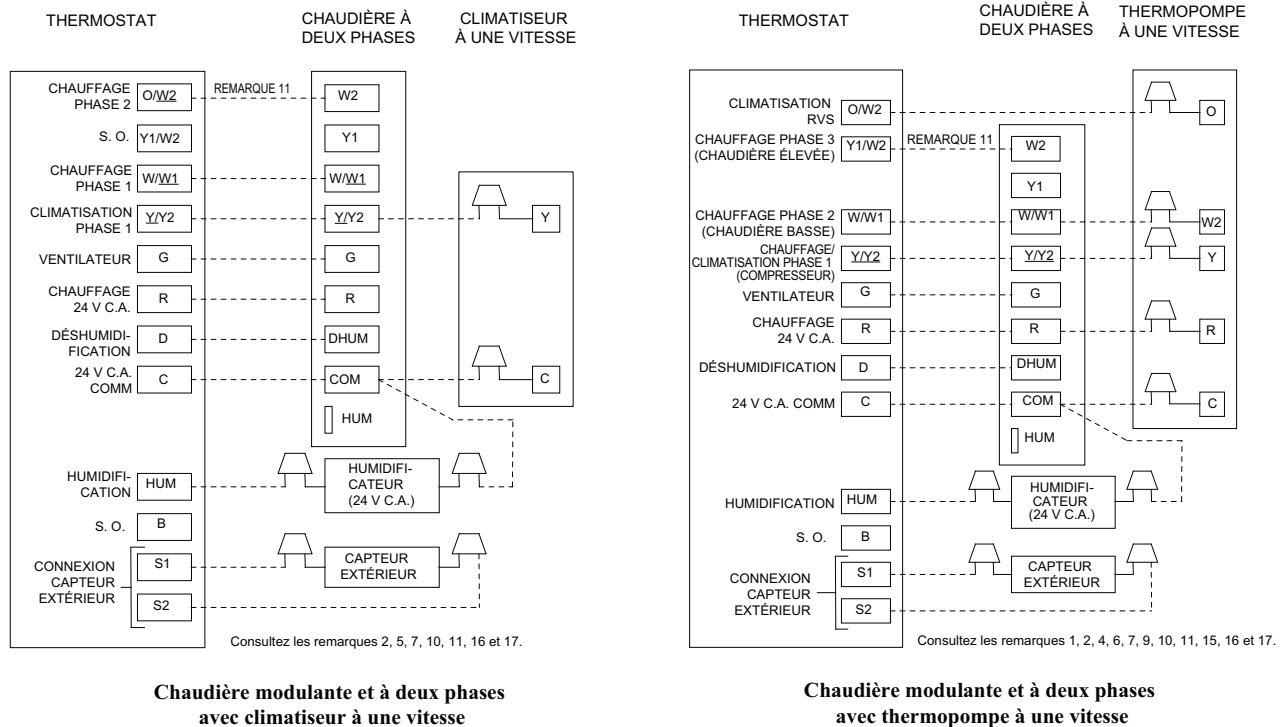 THERMOSTAT
CHAUDIÈRE À
DEUX PHASES
CLIMATISEUR
À UNE VITESSE
CHAUFFAGE
PHASE 2
O/W2
REMARQUE 11
W2
S. O.
Y1/W2
Y1
CHAUFFAGE
PHASE 1
W/W1
W/W1
CLIMATISATION
PHASE 1
Y/Y2
Y/Y2
Y
VENTILATEUR
G
G
CHAUFFAGE
24 V C.A.
R
R
DÉSHUMIDI-
FICATION
D
DHUM
24 V C.A.
COMM
C
COM
C
HUM
HUMIDIFI-
CATION
HUM
HUMIDIFI-
CATEUR
(24 V C.A.)
S. O.
B
CONNEXION
CAPTEUR
EXTÉRIEUR
S1
S2
CAPTEUR
EXTÉRIEUR
Consultez les remarques 2, 5, 7, 10, 11, 16 et 17.
Chaudière modulante et à deux phases
avec climatiseur à une vitesse
THERMOSTAT
CHAUDIÈRE À
DEUX PHASES
THERMOPOMPE
À UNE VITESSE
CLIMATISATION
RVS
O/W2
O
CHAUFFAGE PHASE 3
(CHAUDIÈRE ÉLEVÉE)
Y1/W2
REMARQUE 11
W2
Y1
CHAUFFAGE PHASE 2
(CHAUDIÈRE BASSE)
W/W1
W/W1
W2
CHAUFFAGE/
CLIMATISATION PHASE 1
(COMPRESSEUR)
Y/Y2
Y/Y2
Y
VENTILATEUR
G
G
CHAUFFAGE
24 V C.A.
R
R
R
DÉSHUMIDIFICATION
D
DHUM
24 V C.A. COMM
C
COM
C
HUM
HUMIDIFICATION
HUM
HUMIDIFI-
CATEUR
(24 V C.A.)
S. O.
B
CONNEXION
CAPTEUR
EXTÉRIEUR
S1
S2
CAPTEUR
EXTÉRIEUR
Consultez les remarques 1, 2, 4, 6, 7, 9, 10, 11, 15, 16 et 17.
Chaudière modulante et à deux phases
avec thermopompe à une vitesse